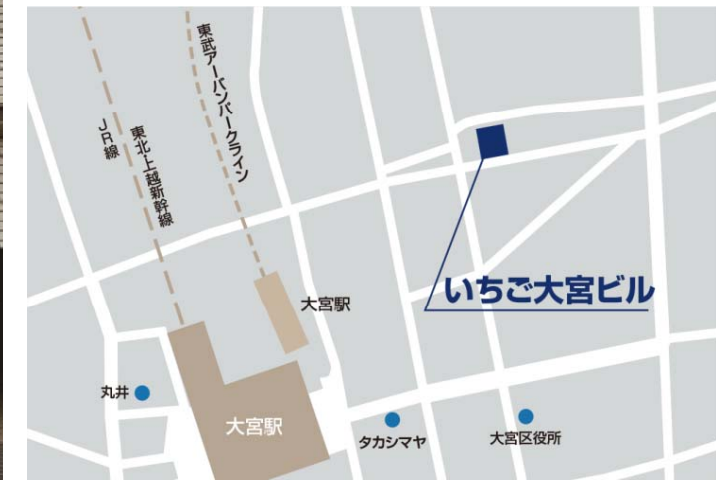 東武アーバンパークライン
東北上越新幹線
JR線
大宮駅
いちご大宮ビル
丸井
大宮駅
タカシマヤ
大宮区役所